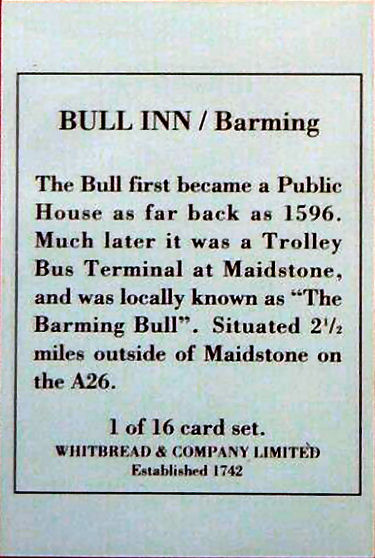 BULL INN / Barming
The Bull first became a Public
House as far back as 1596.
Much later it was a Trolley
Bus Terminal at Maidstone,
and was locally known as “The
Barming Bull”. Situated 2½
miles outside of Maidstone on
the A26.
1 of 16 card set.
WHITBREAD & COMPANY LIMITED
Established 1742